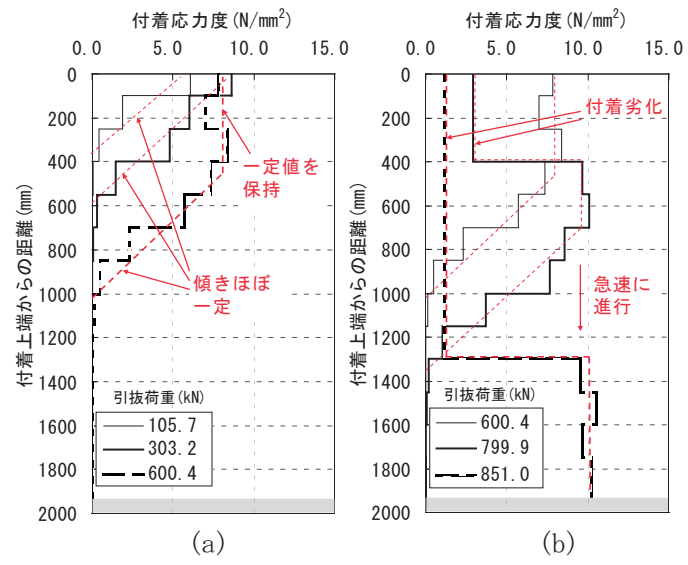 付着応力度(N/mm²)
0.0
5.0
10.0
15.0
0
200
400
600
800
1000
1200
1400
1600
1800
2000
付着上端からの距離(mm)
一定値を
保持
傾きほぼ
一定
引抜荷重(kN)
105.7
303.2
600.4
(a)
付着応力度(N/mm²)
0.0
5.0
10.0
15.0
0
200
400
600
800
1000
1200
1400
1600
1800
2000
付着上端からの距離(mm)
付着劣化
急速に
進行
引抜荷重(kN)
600.4
799.9
851.0
(b)